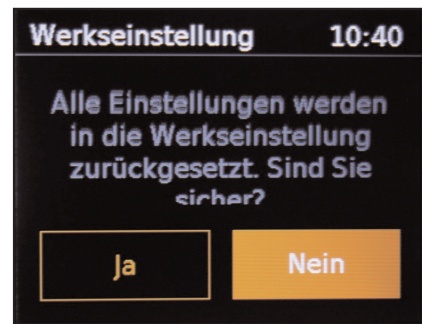 Werkseinstellung 10:40
Alle Einstellungen werden
in die Werkseinstellung
zurückgesetzt. Sind Sie
sicher?
Ja Nein